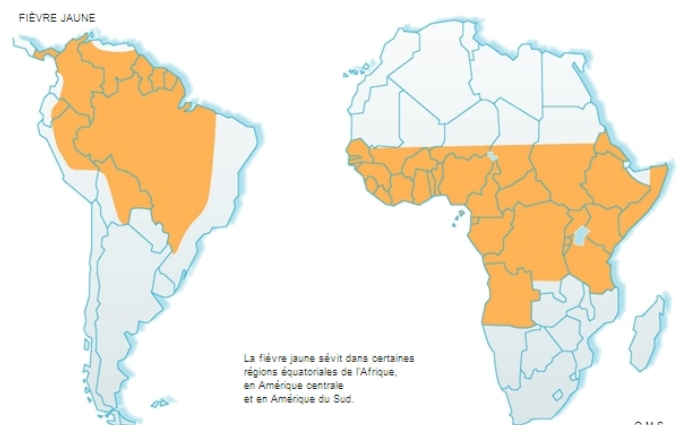 FIÈVRE JAUNE
La fièvre jaune sévit dans certaines
régions équatoriales de l'Afrique,
en Amérique centrale
et en Amérique du Sud.